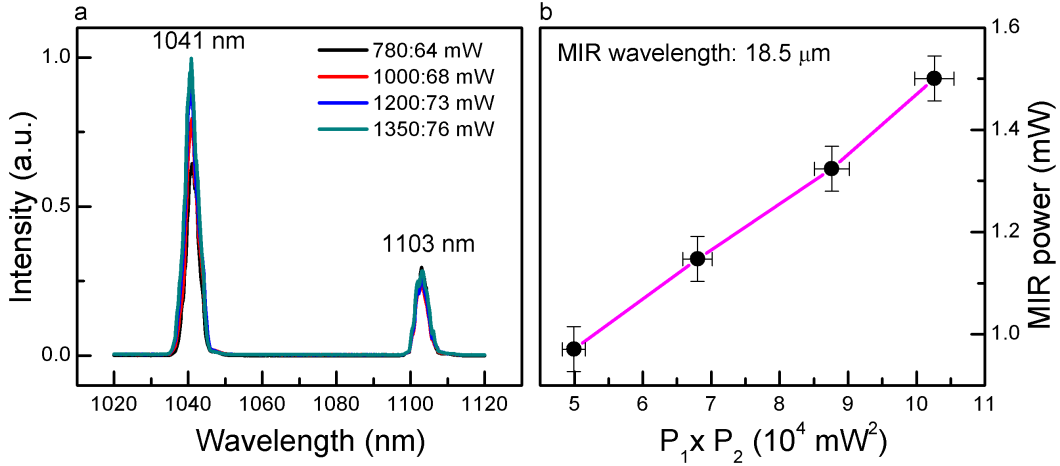 a
1041 nm
780:64 mW
1000:68 mW
1200:73 mW
1350:76 mW
1103 nm
1.0
0.5
0.0
Intensity (a.u.)
1020 1040 1060 1080 1100 1120
Wavelength (nm)
b
MIR wavelength: 18.5 μm
1.6
1.4
1.2
1.0
MIR power (mW)
5 6 7 8 9 10 11
P₁x P₂ (10⁴ mW²)